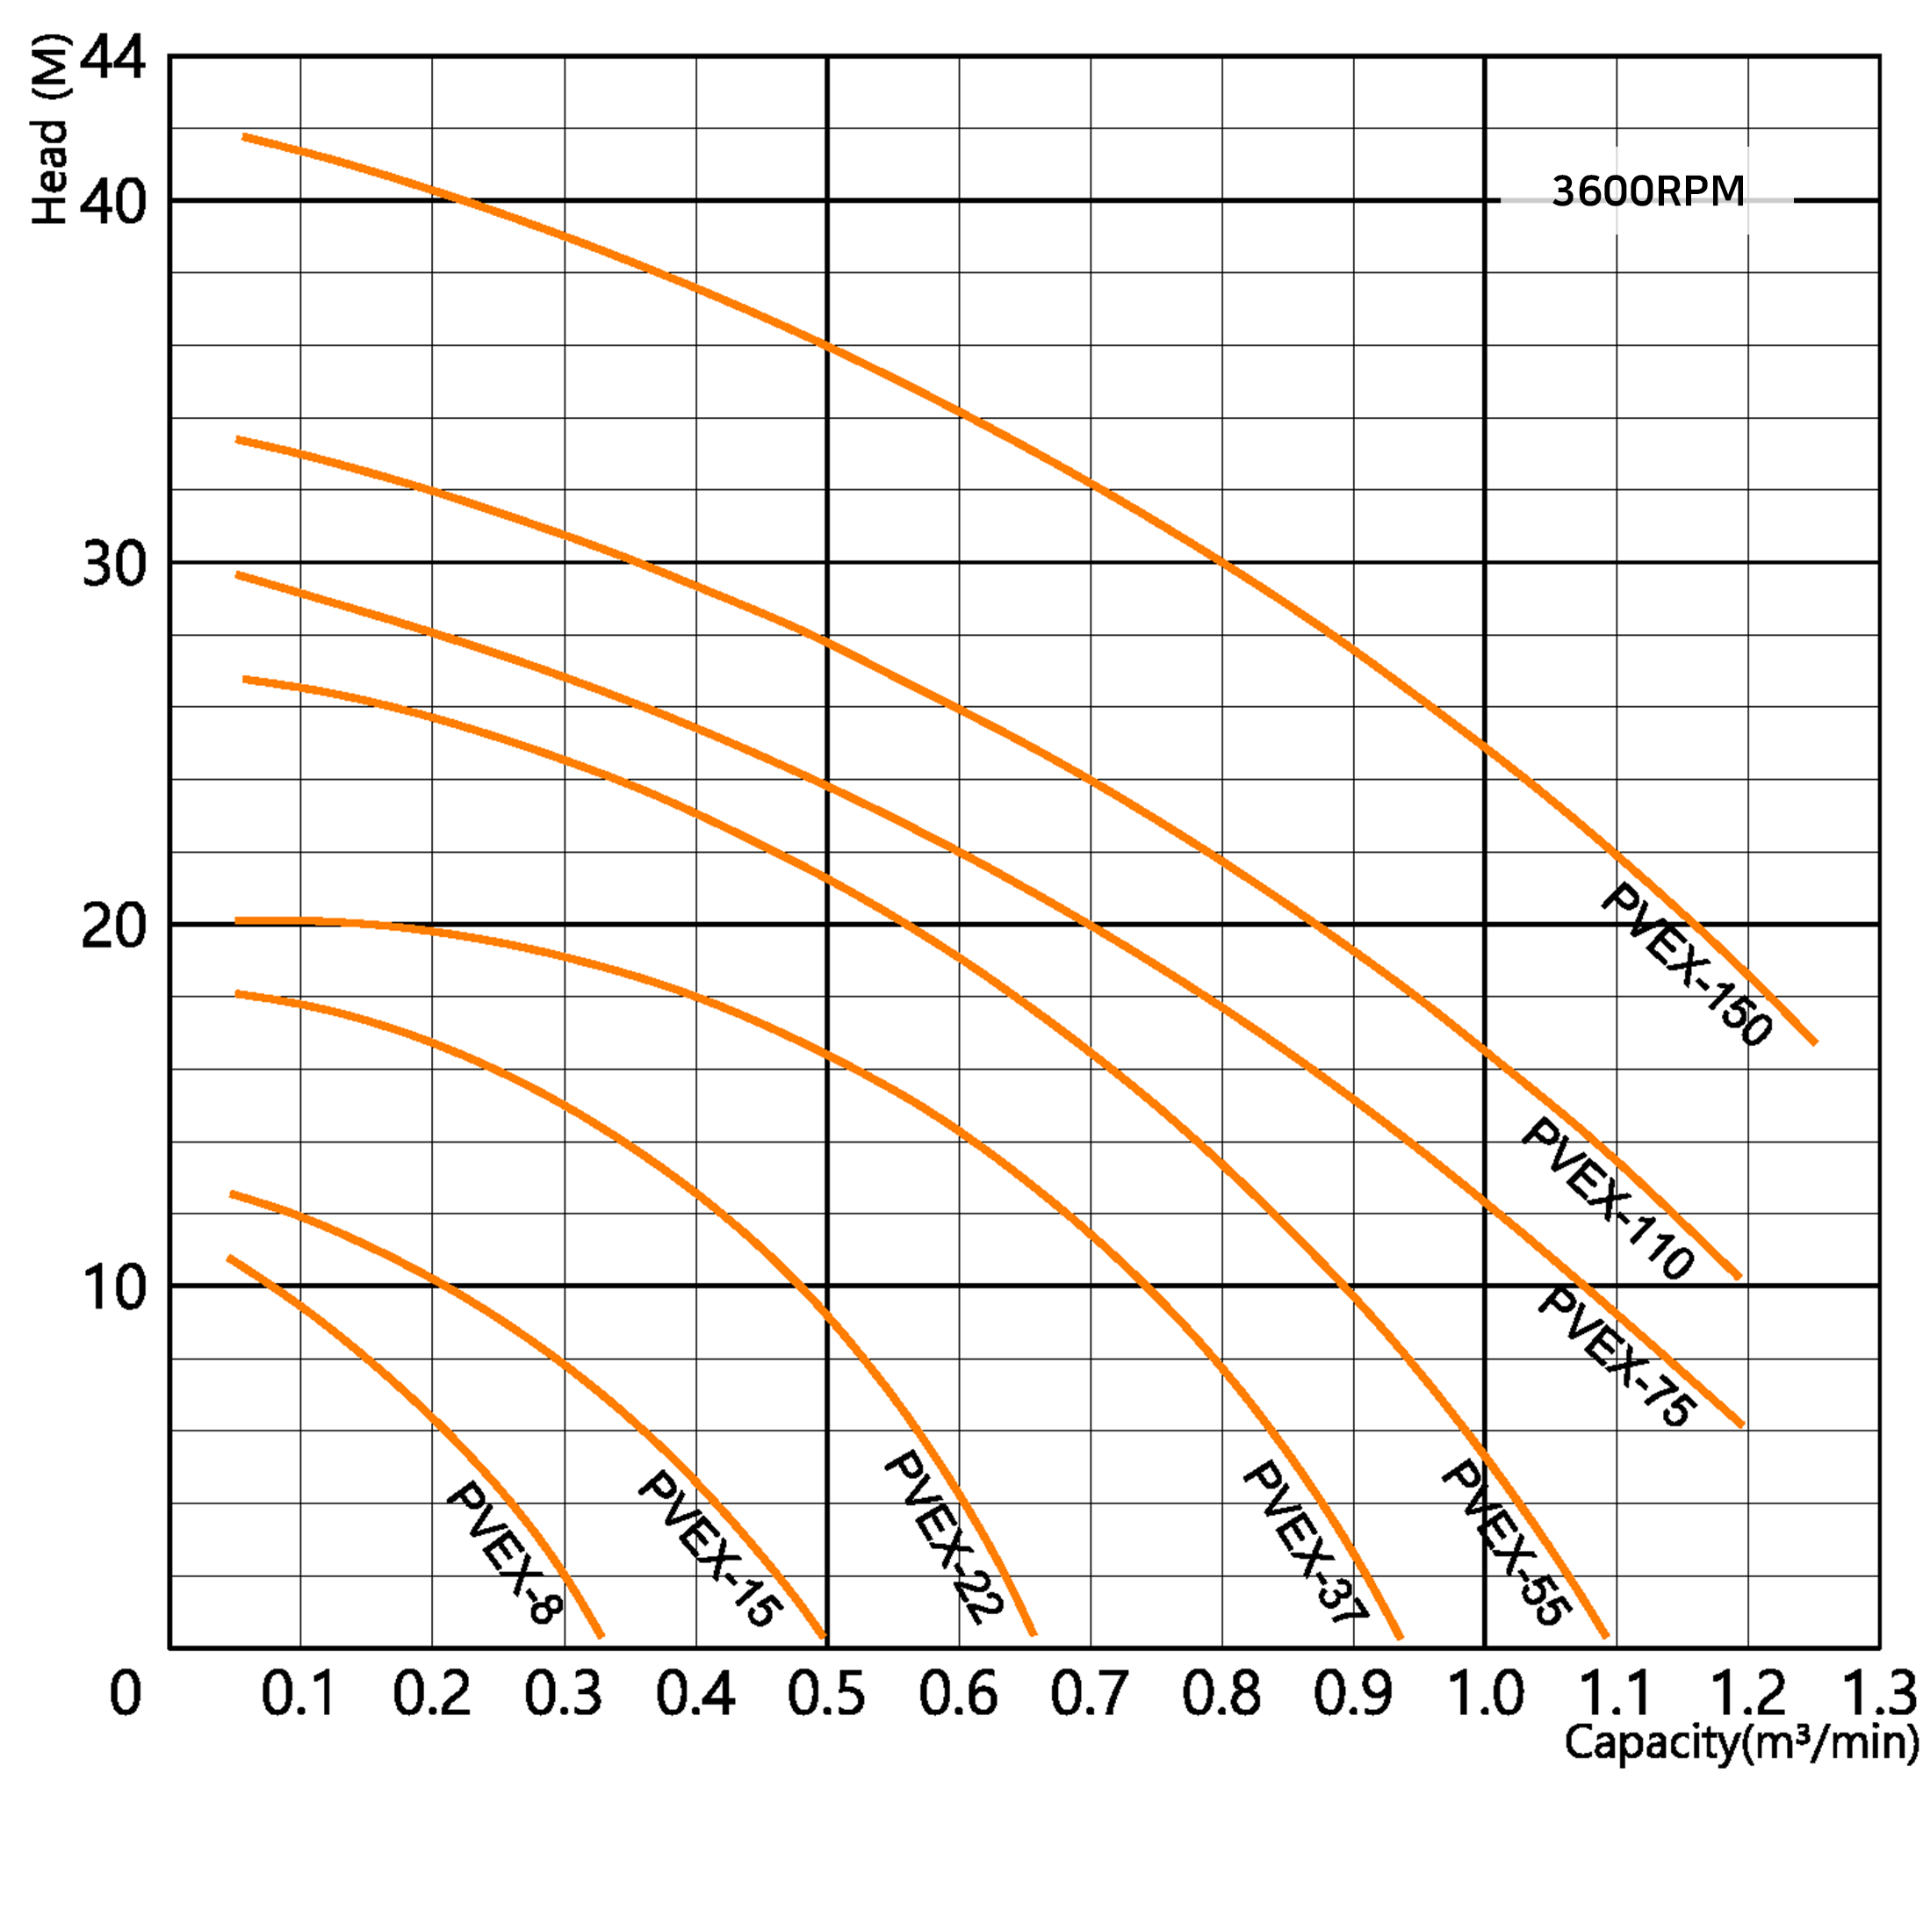 Head (M)
44
40
30
20
10
0
3600RPM
PVEX-150
PVEX-110
PVEX-75
PVEX-55
PVEX-37
PVEX-22
PVEX-15
PVEX-8
0.1 0.2 0.3 0.4 0.5 0.6 0.7 0.8 0.9 1.0 1.1 1.2 1.3
Capacity(m³/min)